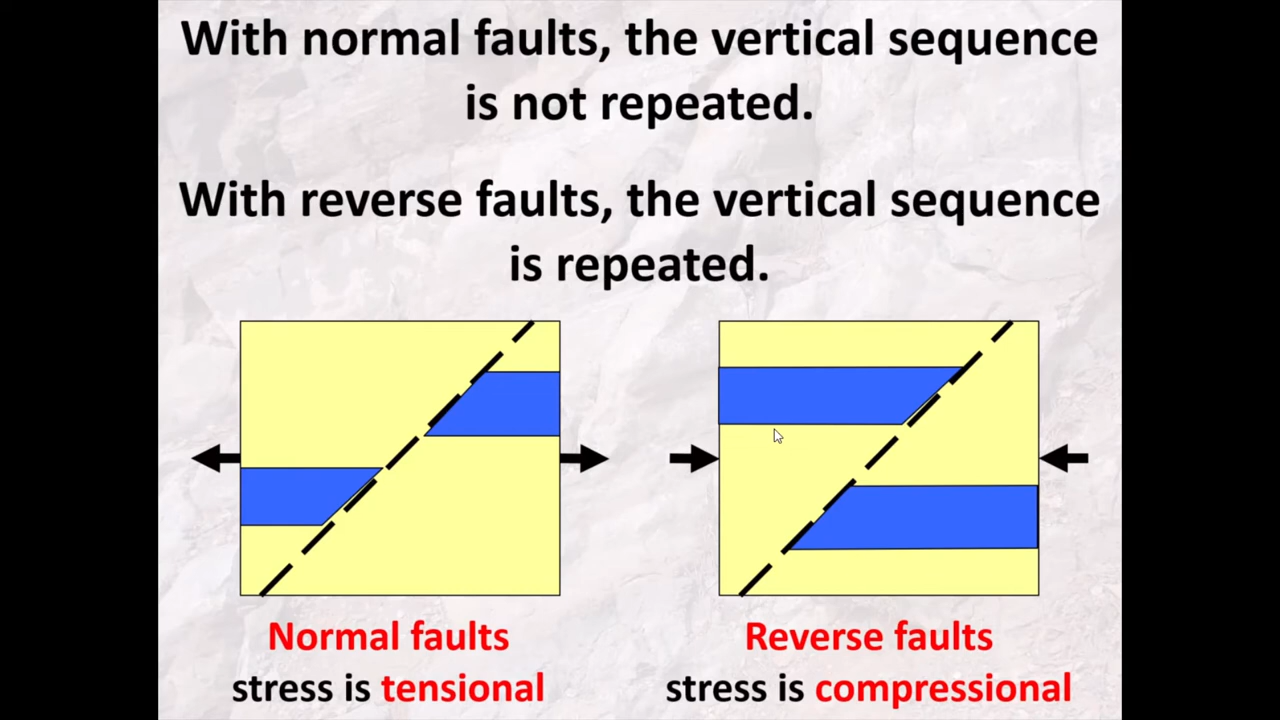 With normal faults, the vertical sequence
is not repeated.
With reverse faults, the vertical sequence
is repeated.
Normal faults
stress is tensional
Reverse faults
stress is compressional